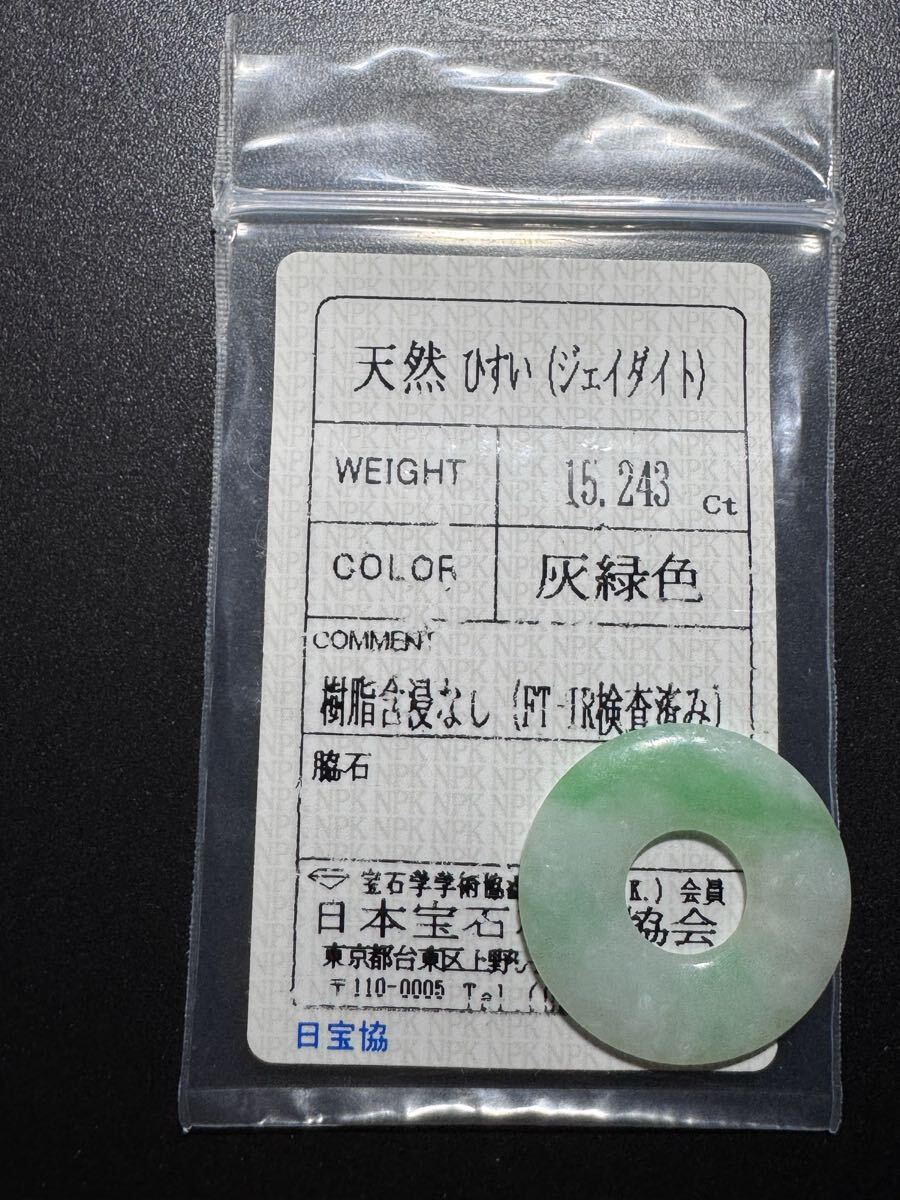 天然 ひすい (ジェイダイト)
WEIGHT 15.243 Ct
COLOR 灰緑色
COMMENT
樹脂含浸なし (FT-IR検査済み)
脇石
宝石学学術協 K.) 会員
日本宝石 協会
東京都台東区上野
〒110-0005 Tel
日宝協